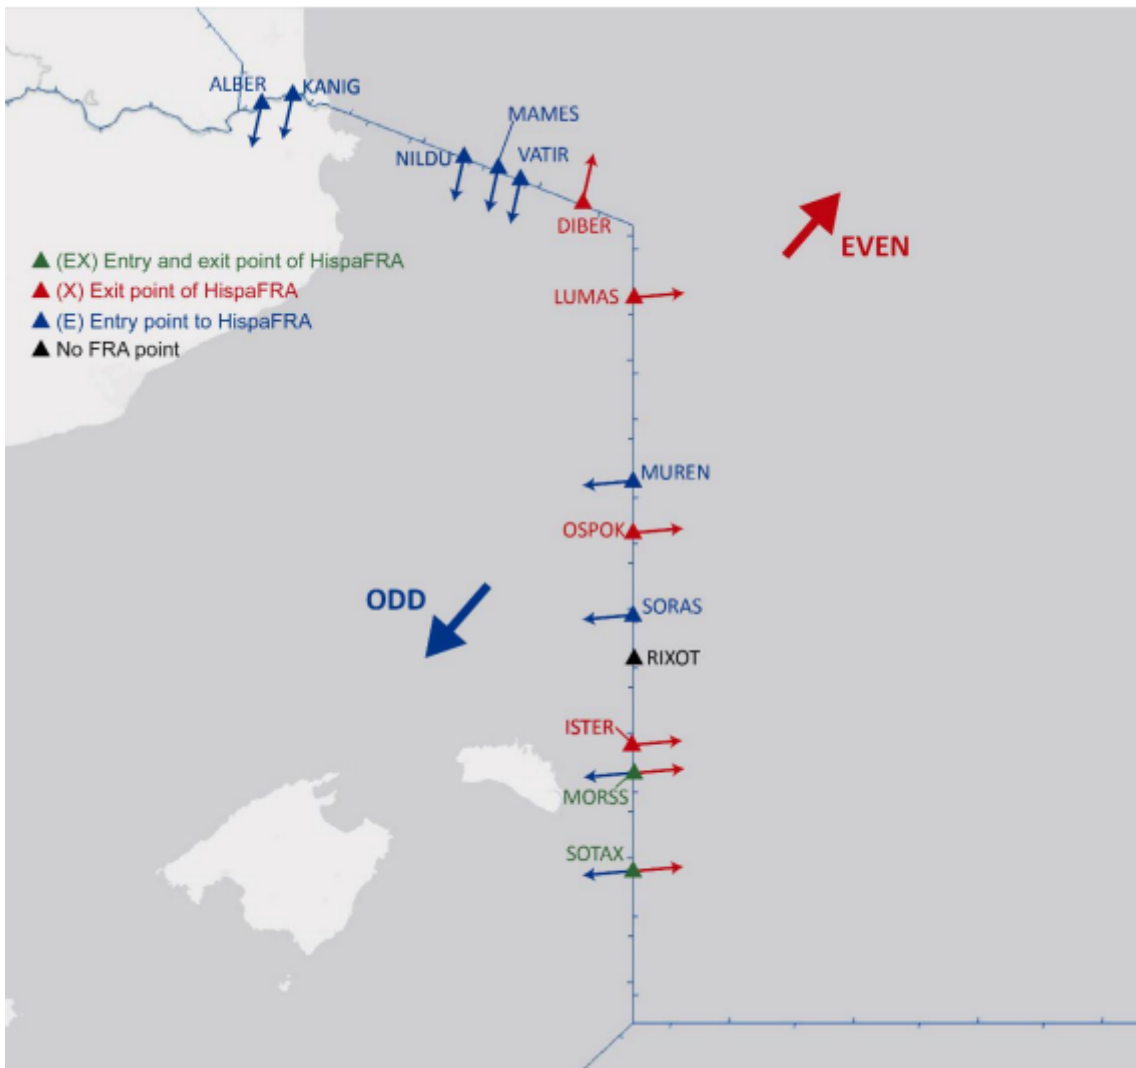 ALBER
KANIG
MAMES
NILDU
VATIR
DIBER
EVEN
(EX) Entry and exit point of HispaFRA
(X) Exit point of HispaFRA
(E) Entry point to HispaFRA
No FRA point
LUMAS
MUREN
OSPOK
ODD
SORAS
RIXOT
ISTER
MORSS
SOTAX